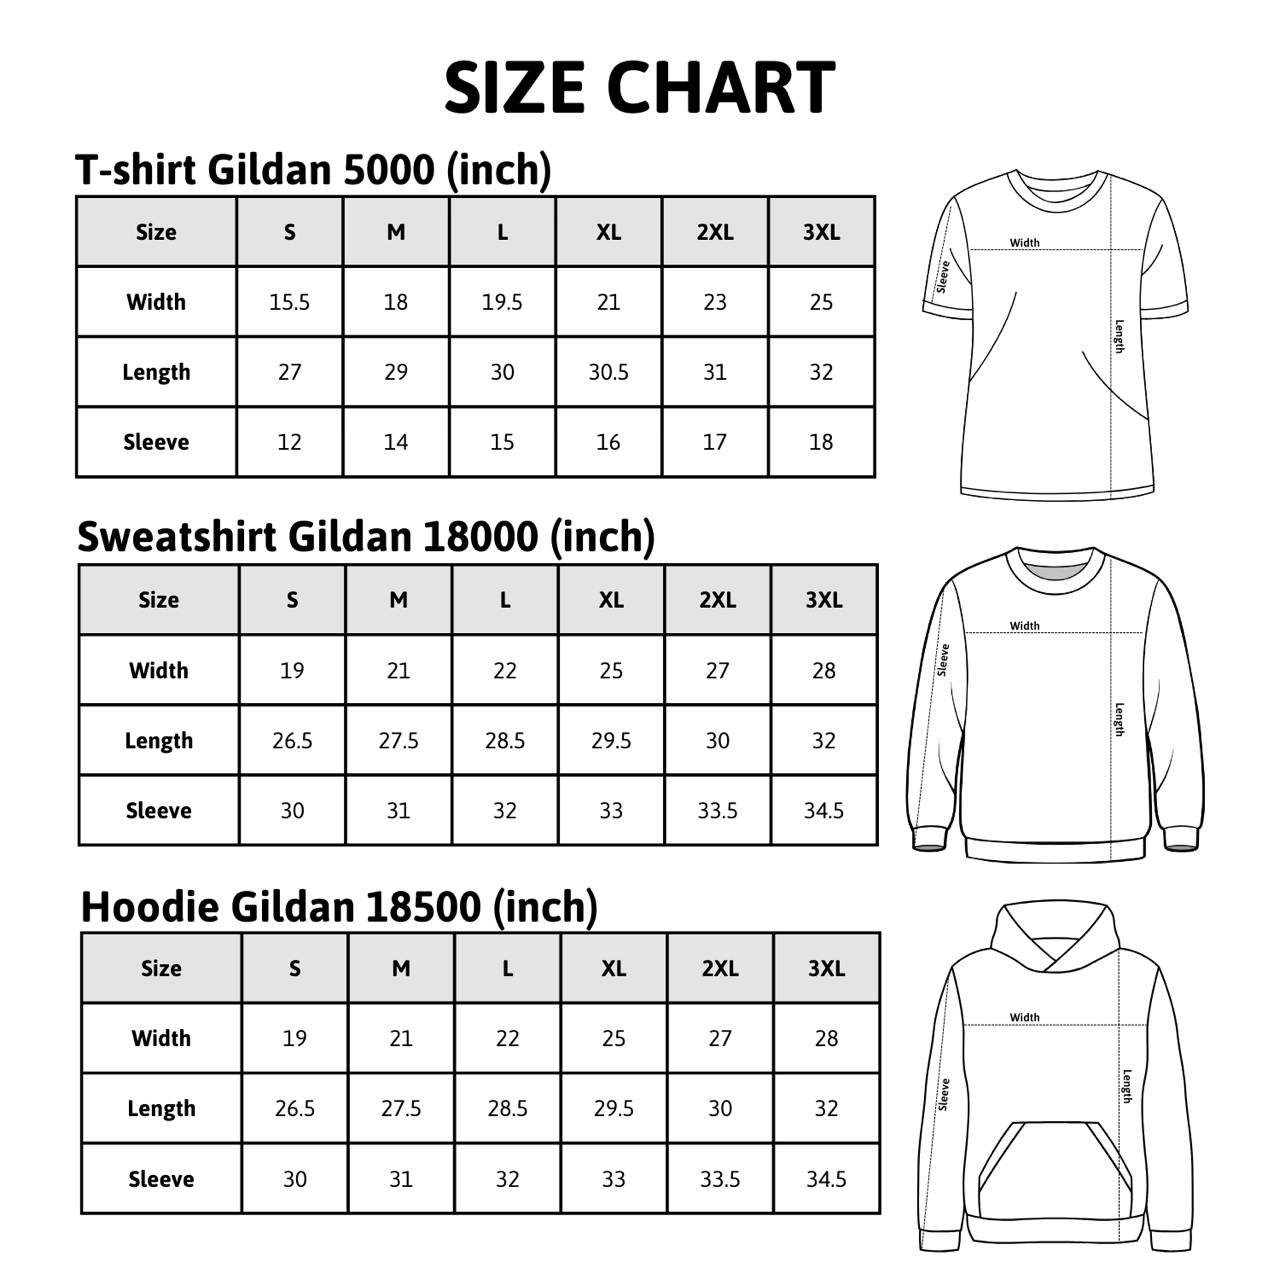 SIZE CHART
T-shirt Gildan 5000 (inch)
Size S M L XL 2XL 3XL
Width 15.5 18 19.5 21 23 25
Length 27 29 30 30.5 31 32
Sleeve 12 14 15 16 17 18
Width
Sleeve
Length
Sweatshirt Gildan 18000 (inch)
Size S M L XL 2XL 3XL
Width 19 21 22 25 27 28
Length 26.5 27.5 28.5 29.5 30 32
Sleeve 30 31 32 33 33.5 34.5
Width
Sleeve
Length
Hoodie Gildan 18500 (inch)
Size S M L XL 2XL 3XL
Width 19 21 22 25 27 28
Length 26.5 27.5 28.5 29.5 30 32
Sleeve 30 31 32 33 33.5 34.5
Width
Sleeve
Length